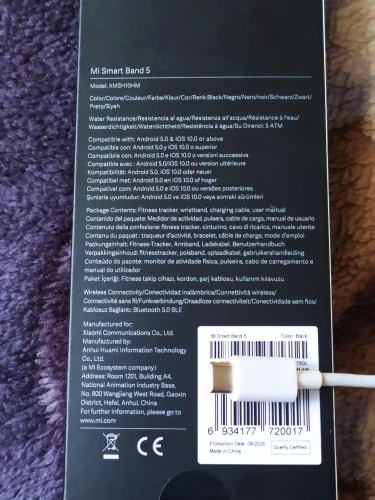 Mi Smart Band 5
Model: XMSH10HM
Color/Colore/Couleur/Farbe/Kleur/Cor/Renk:Black/Negro/Nero/noir/Schwarz/Zwart/
Preto/Siyah
Water Resistance/Resistencia al agua/Resistenza all'acqua/Résistance à l'eau/
Wasserdichtigkeit/Waterdichtheid/Resistência à água/Su Direnci: 5 ATM
Compatible with: Android 5.0 & iOS 10.0 or above
Compatible con: Android 5.0 y iOS 10.0 o superior
Compatibile con: Android 5.0 e iOS 10.0 o versioni successive
Compatible avec : Android 5.0/iOS 10.0 ou version ultérieure
Kompatibilität: Android 5.0, iOS 10.0 oder neuer
Compatibel met: Android 5.0 en iOS 10.0 of hoger
Compatível com: Android 5.0 e iOS 10.0 ou versões posteriores
Şunlarla uyumludur: Android 5.0 ve iOS 10.0 veya sonraki sürümleri
Package Contents: Fitness tracker, wristband, charging cable, user manual
Contenido del paquete: Medidor de actividad, pulsera, cable de carga, manual de usuario
Contenuto della confezione: fitness tracker, cinturino, cavo di ricarica, manuale utente
Contenu du paquet : traqueur d'activité, bracelet, câble de charge, mode d'emploi
Packungsinhalt: Fitness-Tracker, Armband, Ladekabel, Benutzerhandbuch
Verpakkingsinhoud: fitnesstracker, polsband, oplaadkabel, gebruikershandleiding
Conteúdo do pacote: monitor de atividade física, pulseira, cabo de carregamento e
manual do utilizador
Paket İçeriği: Fitness takip cihazı, kordon, şarj kablosu, kullanım kılavuzu
Wireless Connectivity/Conectividad inalámbrica/Connettività wireless/
Connectivité sans fil/Funkverbindung/Draadloze connectiviteit/Conectividade sem fios/
Kablosuz Bağlantı: Bluetooth 5.0 BLE
Manufactured for:
Xiaomi Communications Co., Ltd.
Manufactured by:
Anhui Huami Information Technology
Co., Ltd.
(a Mi Ecosystem company)
Address: Room 1201, Building A4,
National Animation Industry Base,
No. 800 Wangjiang West Road, Gaoxin
District, Hefei, Anhui, China
For further information, please go to
www.mi.com
CE
Mi Smart Band 5 Color: Black
6 934177 720017
Production Date: 08/2020
Quality Certified